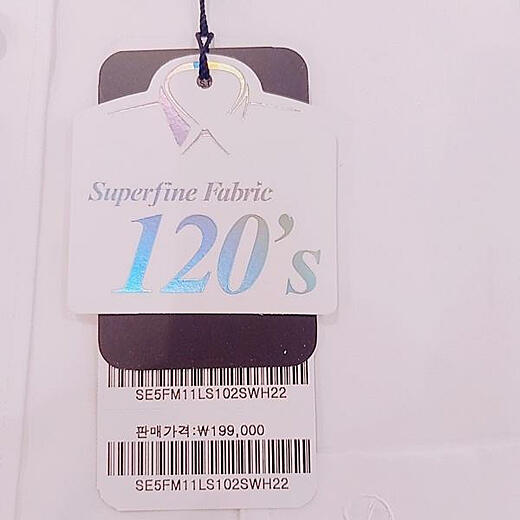 Superfine Fabric
120's
SE5FM11LS102SWH22
판매가격:₩199,000
SE5FM11LS102SWH22